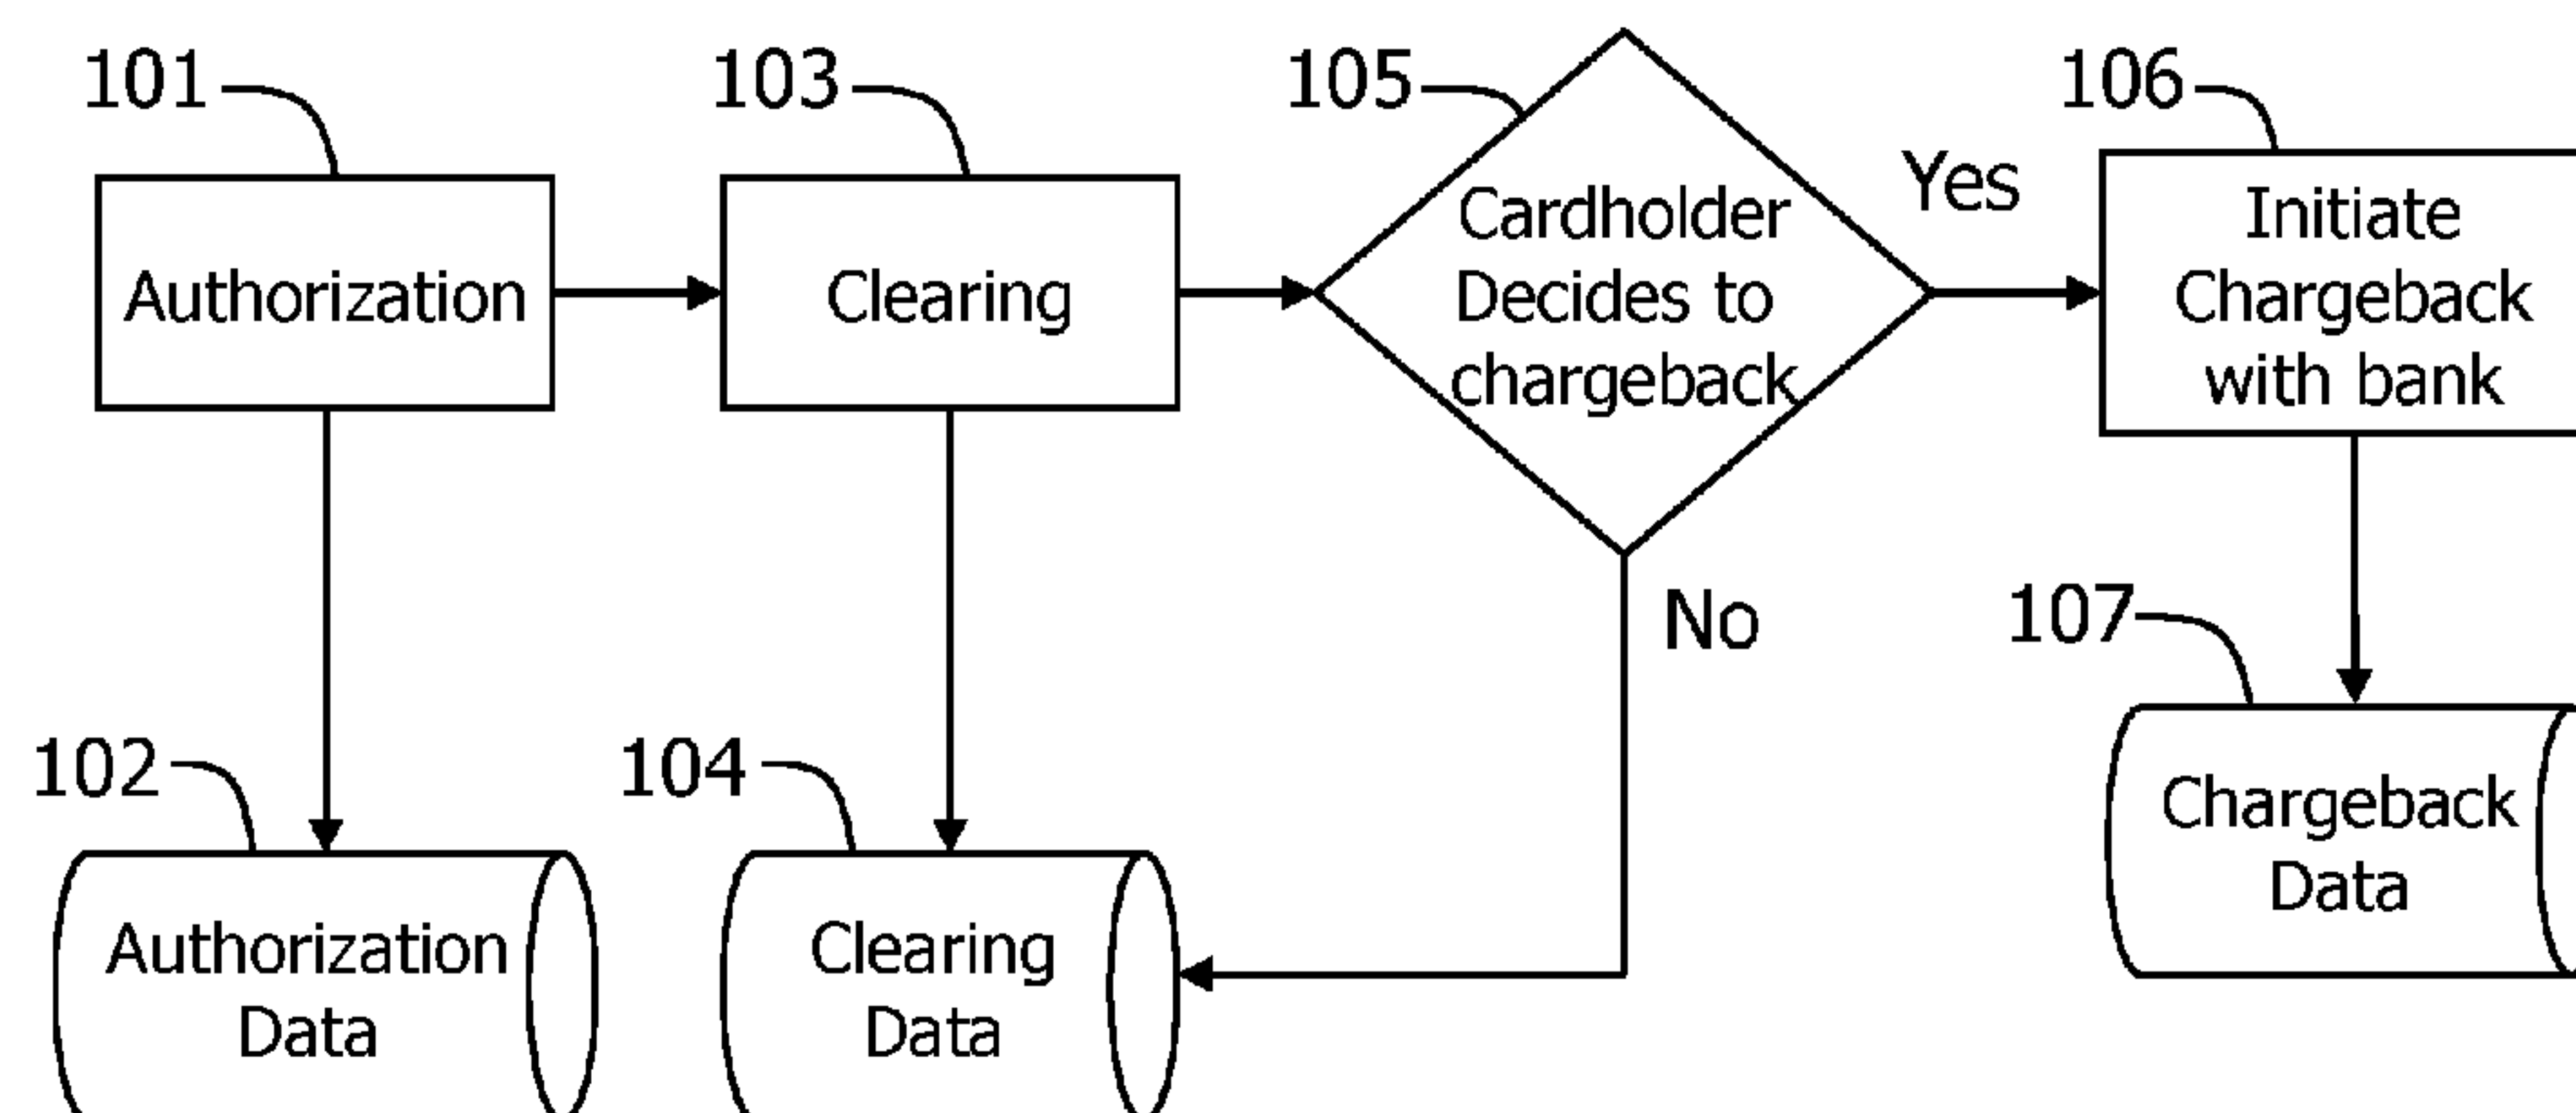 101
103
105
106
Yes
Cardholder
Decides to
chargeback
Authorization
Clearing
Initiate
Chargeback
with bank
No
107
102
104
Chargeback
Data
Authorization
Data
Clearing
Data